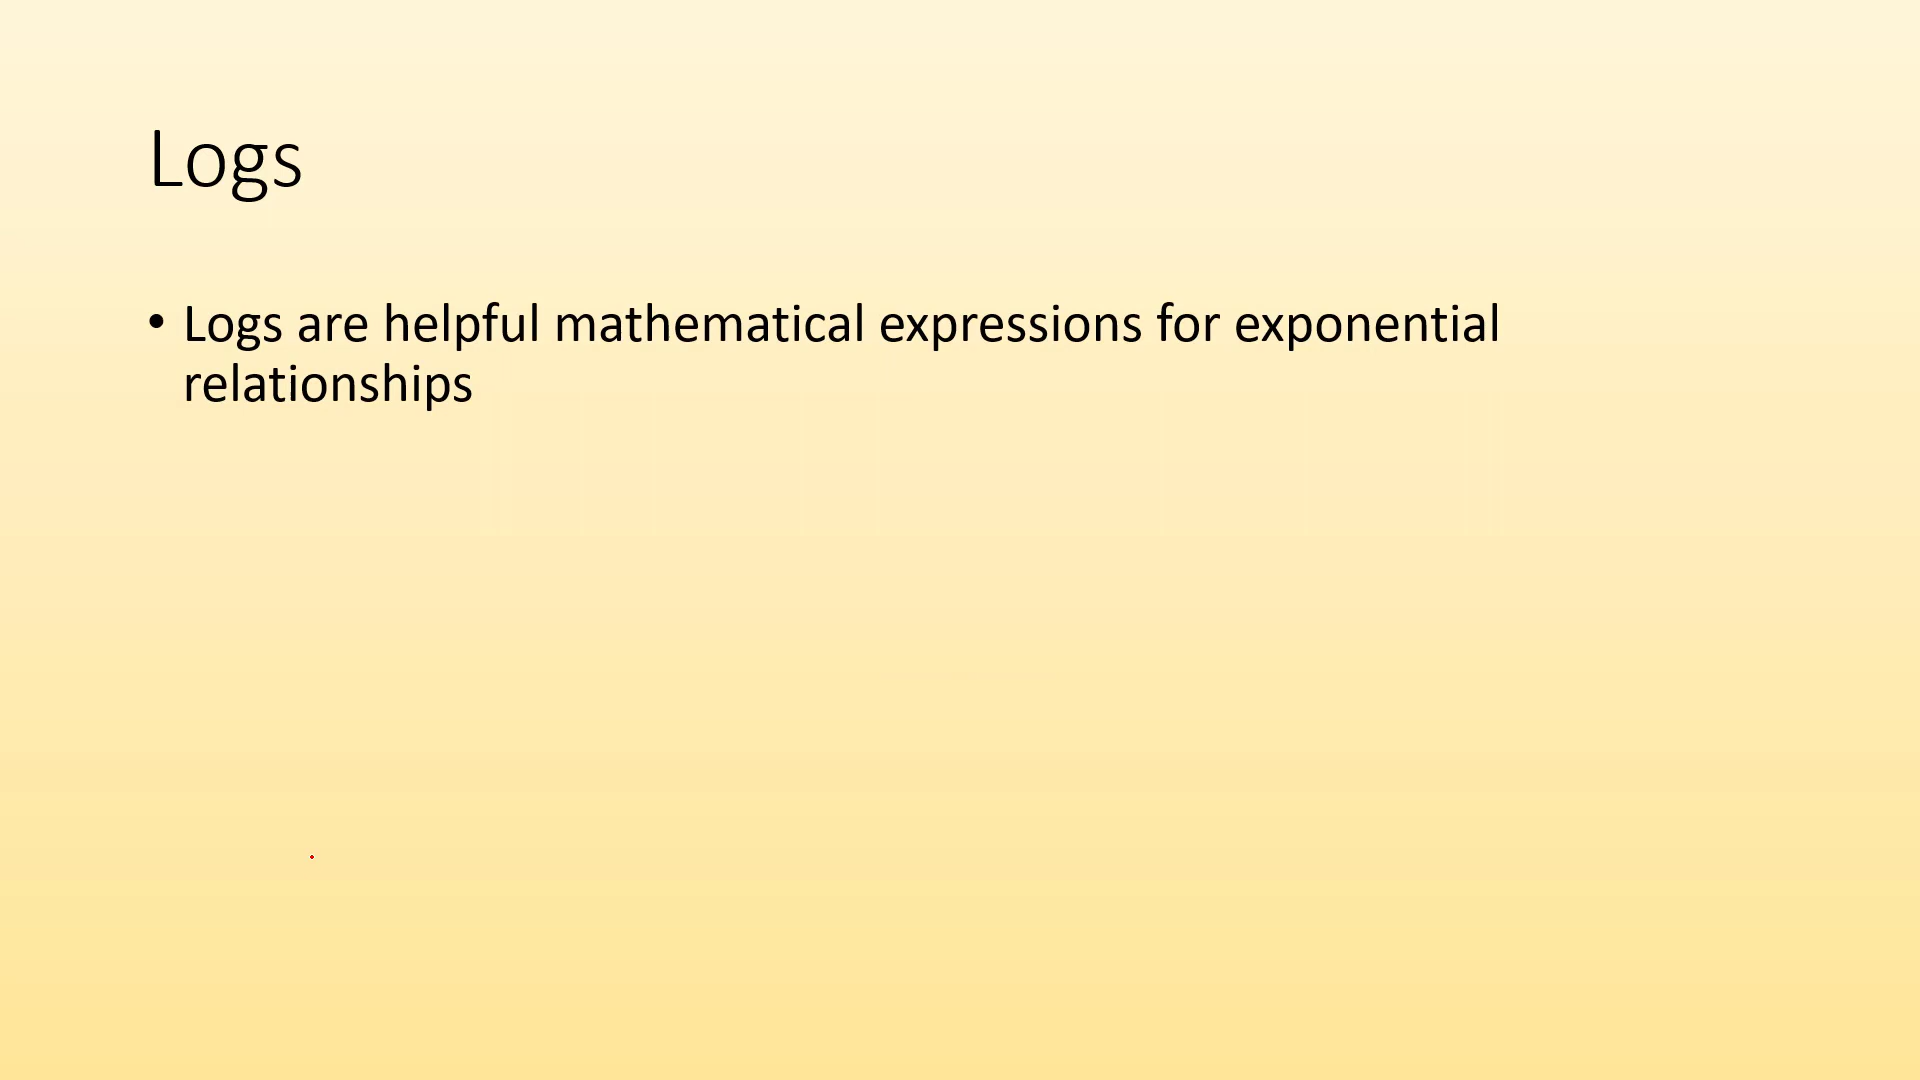 Logs
• Logs are helpful mathematical expressions for exponential
relationships